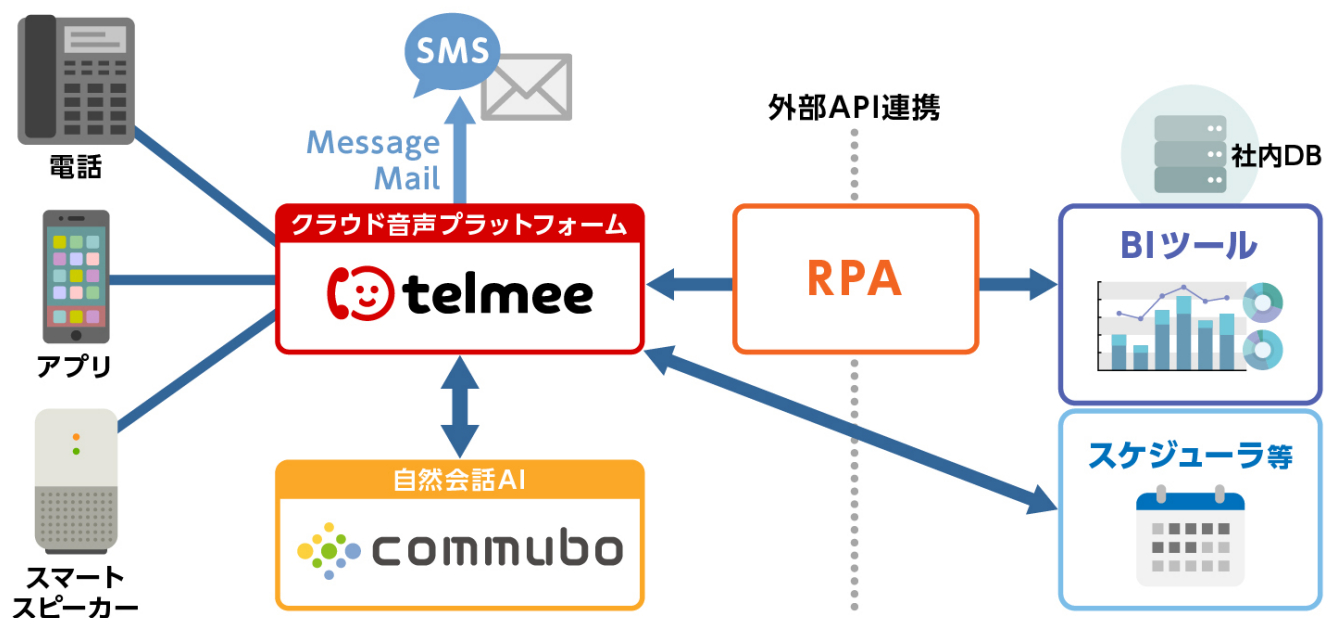 電話
アプリ
スマート
スピーカー
SMS
Message
Mail
クラウド音声プラットフォーム
telmee
自然会話AI
commubo
外部API連携
RPA
社内DB
BIツール
スケジューラ等